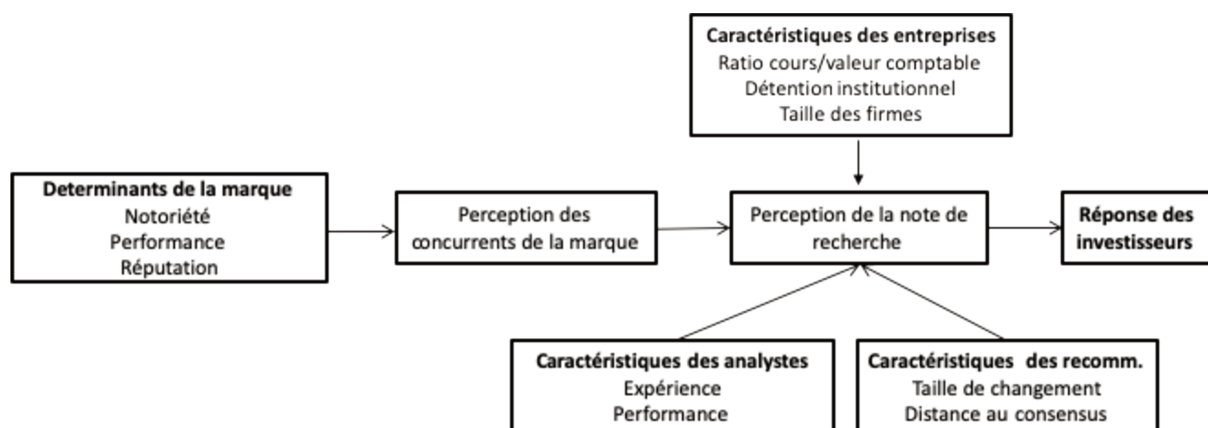 Caractéristiques des entreprises
Ratio cours/valeur comptable
Détention institutionnel
Taille des firmes
Determinants de la marque
Notoriété
Performance
Réputation
Perception des
concurrents de la marque
Perception de la note de
recherche
Réponse des
investisseurs
Caractéristiques des analystes
Expérience
Performance
Caractéristiques des recomm.
Taille de changement
Distance au consensus